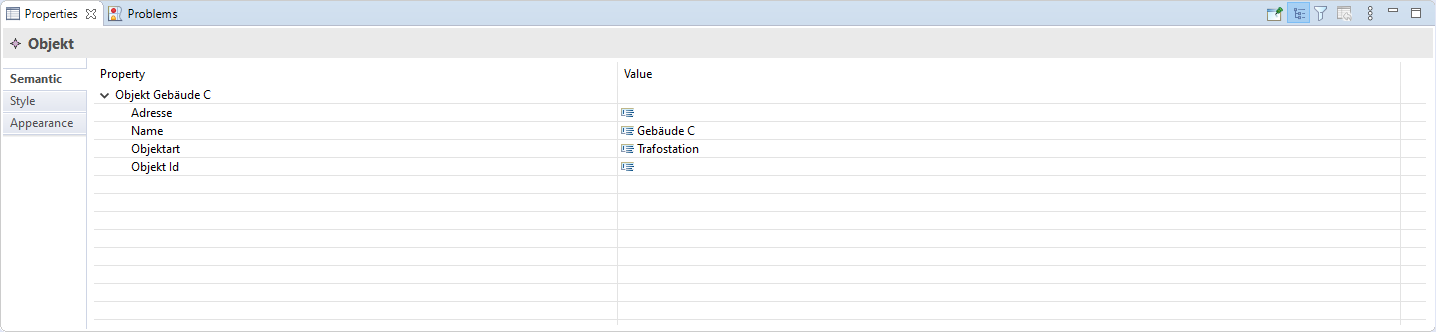 Properties
Problems
Objekt
Semantic
Style
Appearance
Property Value
Objekt Gebäude C
Adresse
Name Gebäude C
Objektart Trafostation
Objekt Id